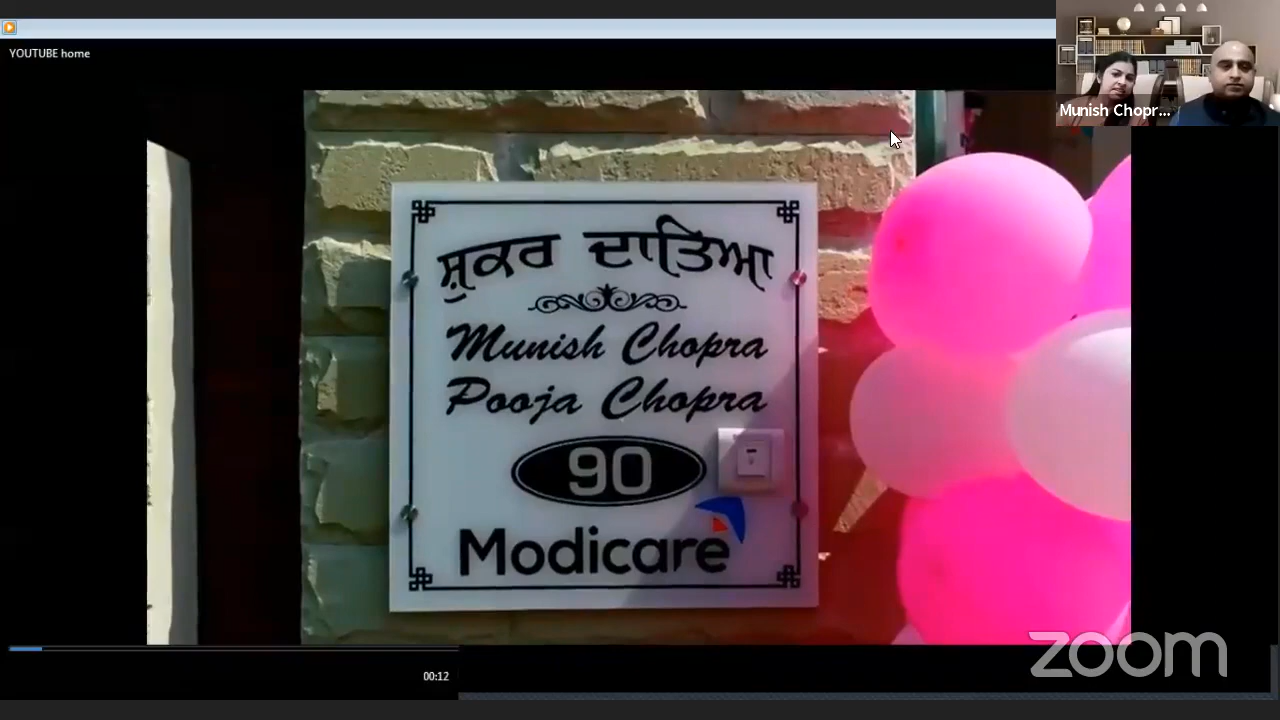 YOUTUBE home
Munish Chopr...
ਸ਼ੁਕਰ ਦਾਤਿਆ
Munish Chopra
Pooja Chopra
90
Modicare
00:12
zoom